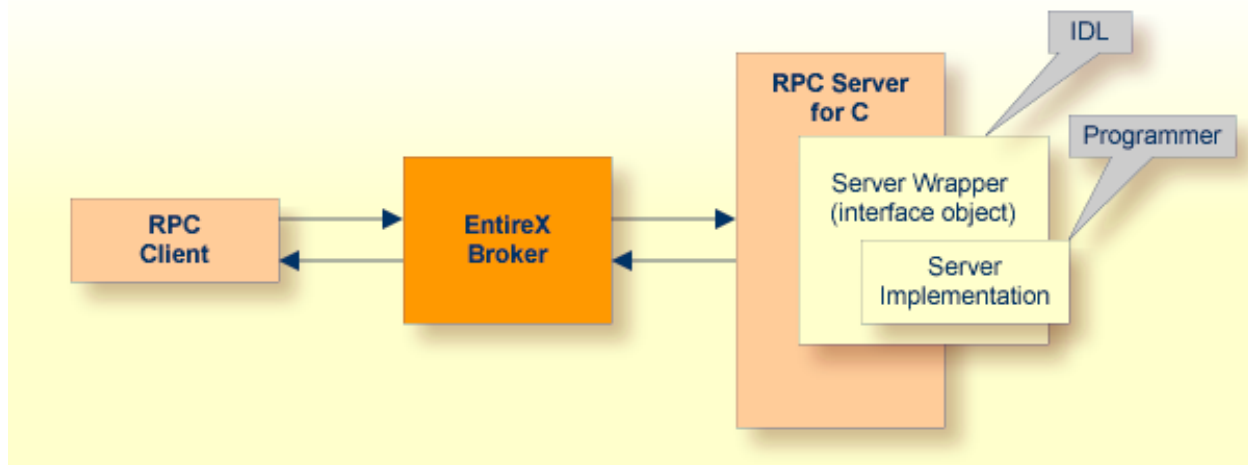 IDL
RPC Server
for C
Programmer
Server Wrapper
(interface object)
RPC
Client
EntireX
Broker
Server
Implementation